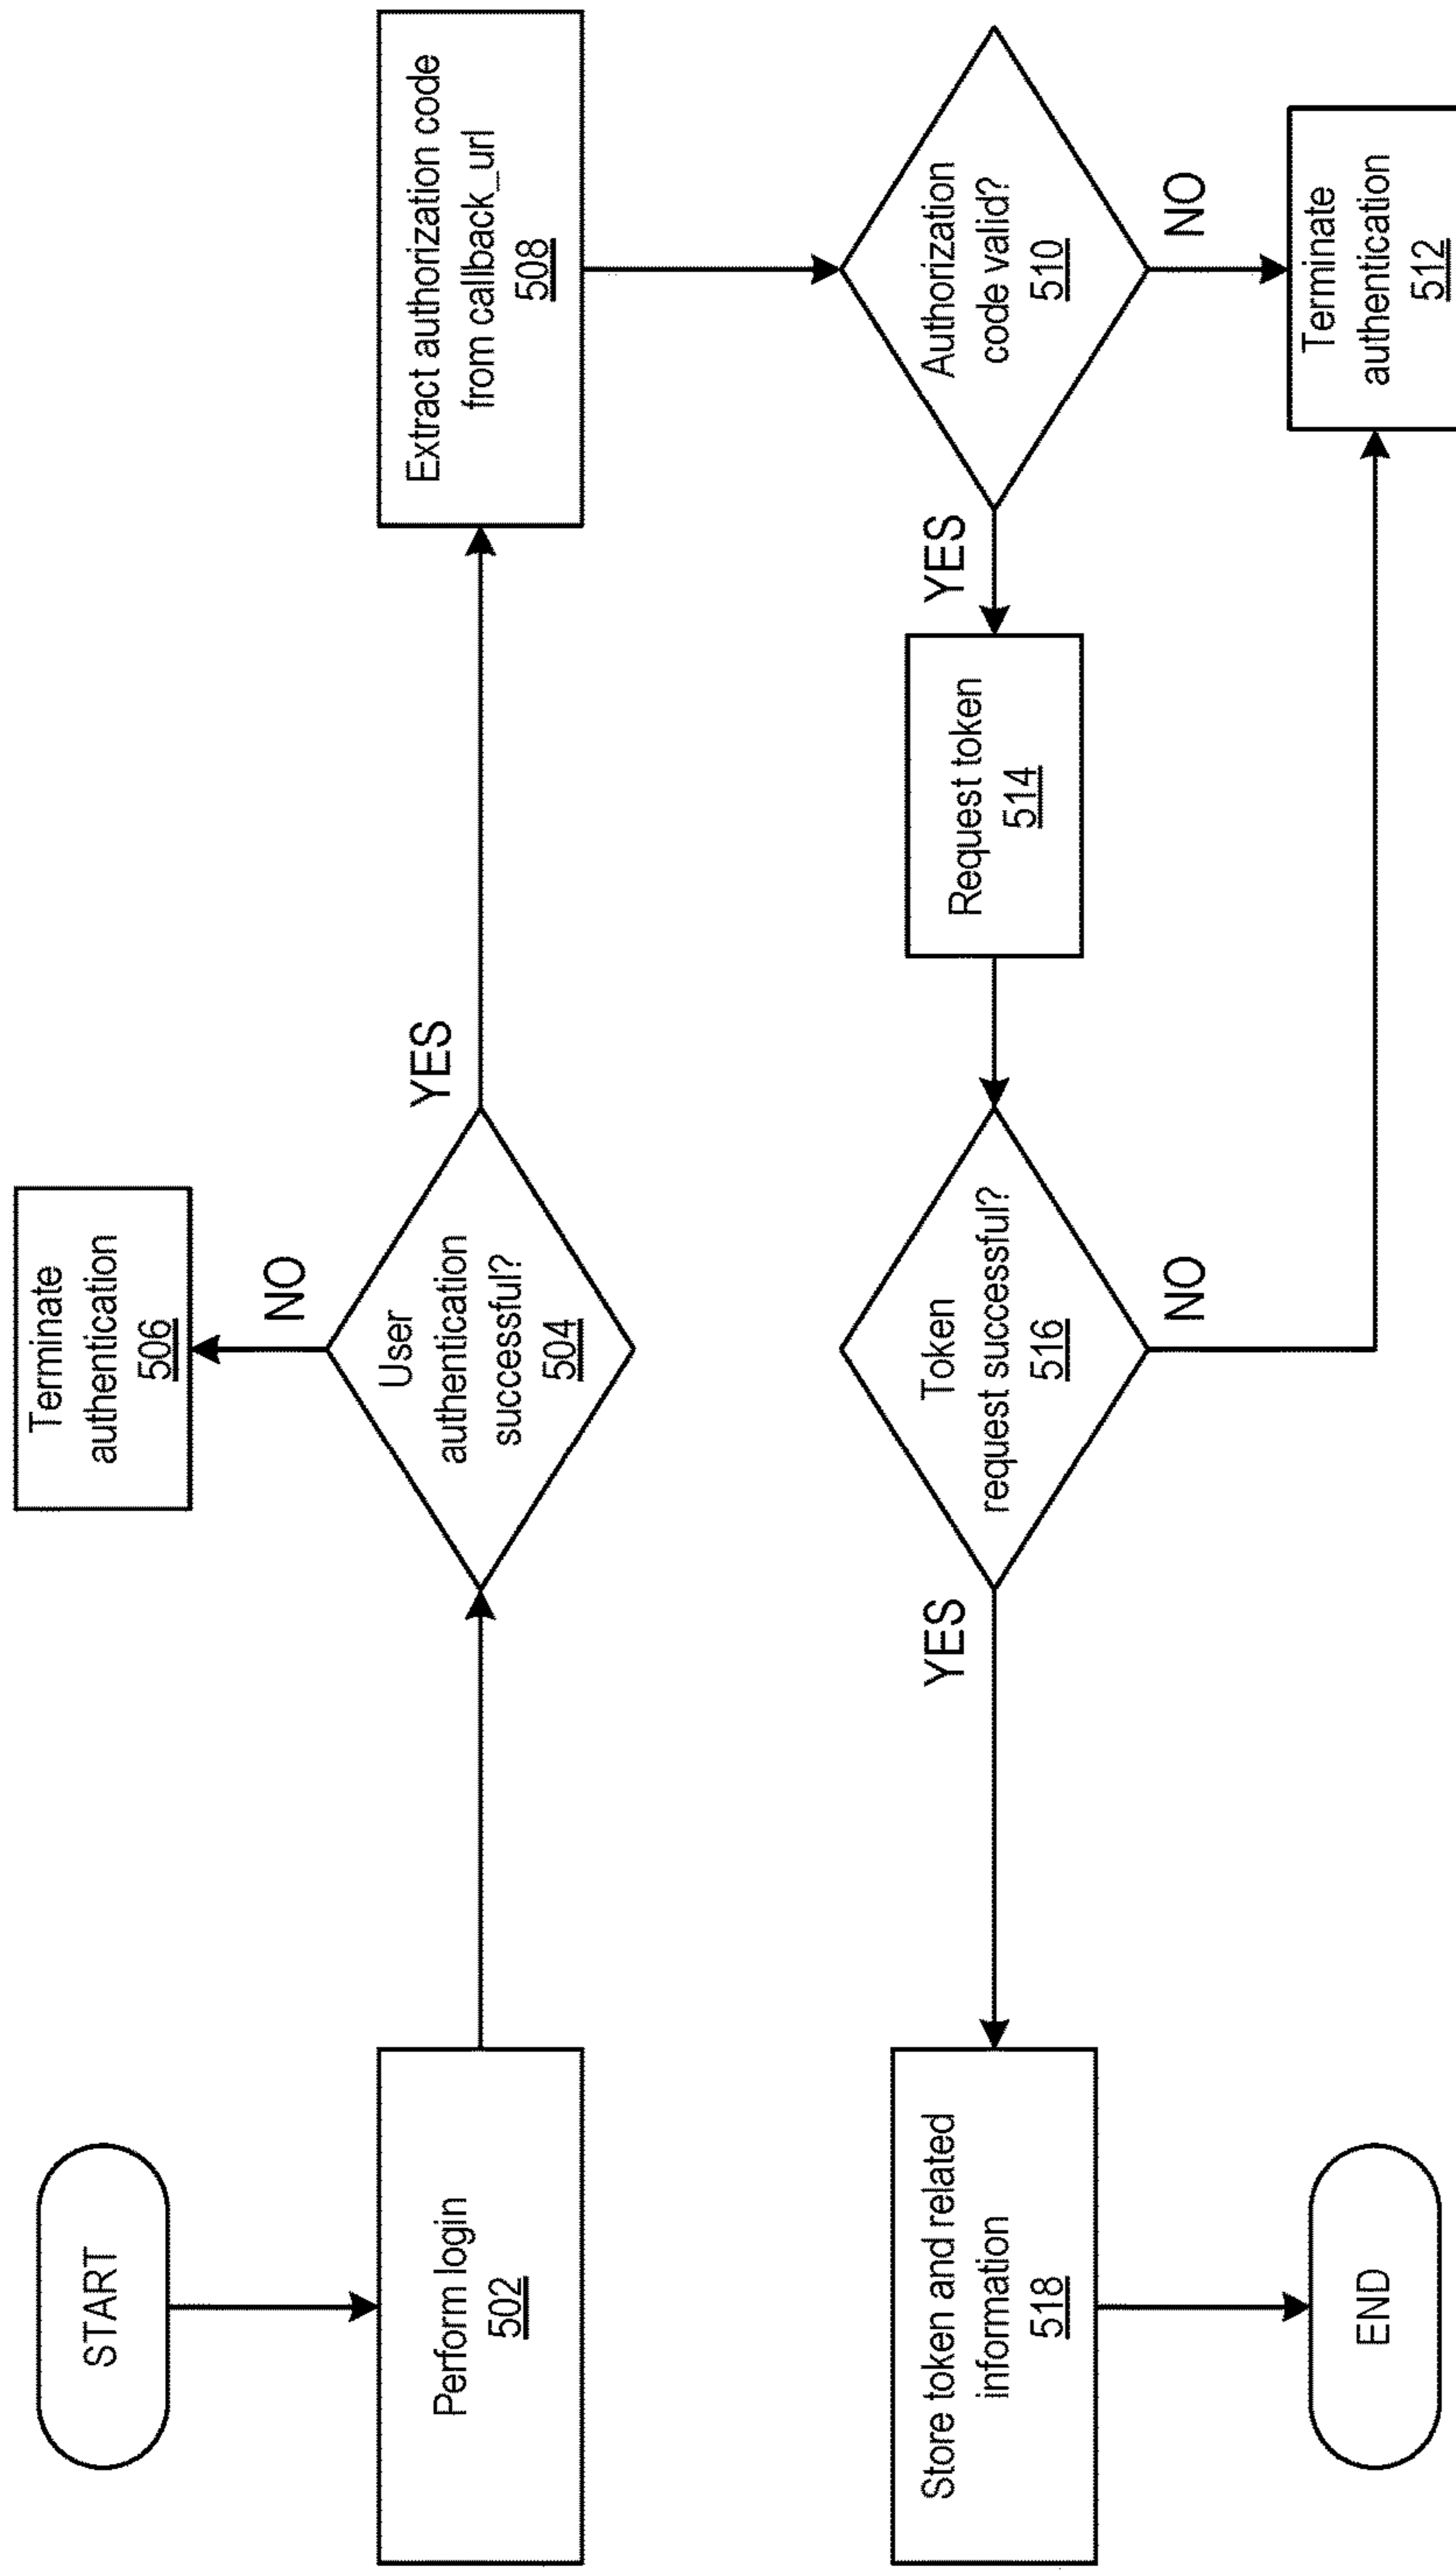 START
Perform login
502
User
authentication
successful?
504
NO
Terminate
authentication
506
YES
Extract authorization code
from callback_url
508
Authorization
code valid?
510
NO
Terminate
authentication
512
YES
Request token
514
Token
request successful?
516
NO
YES
Store token and related
information
518
END